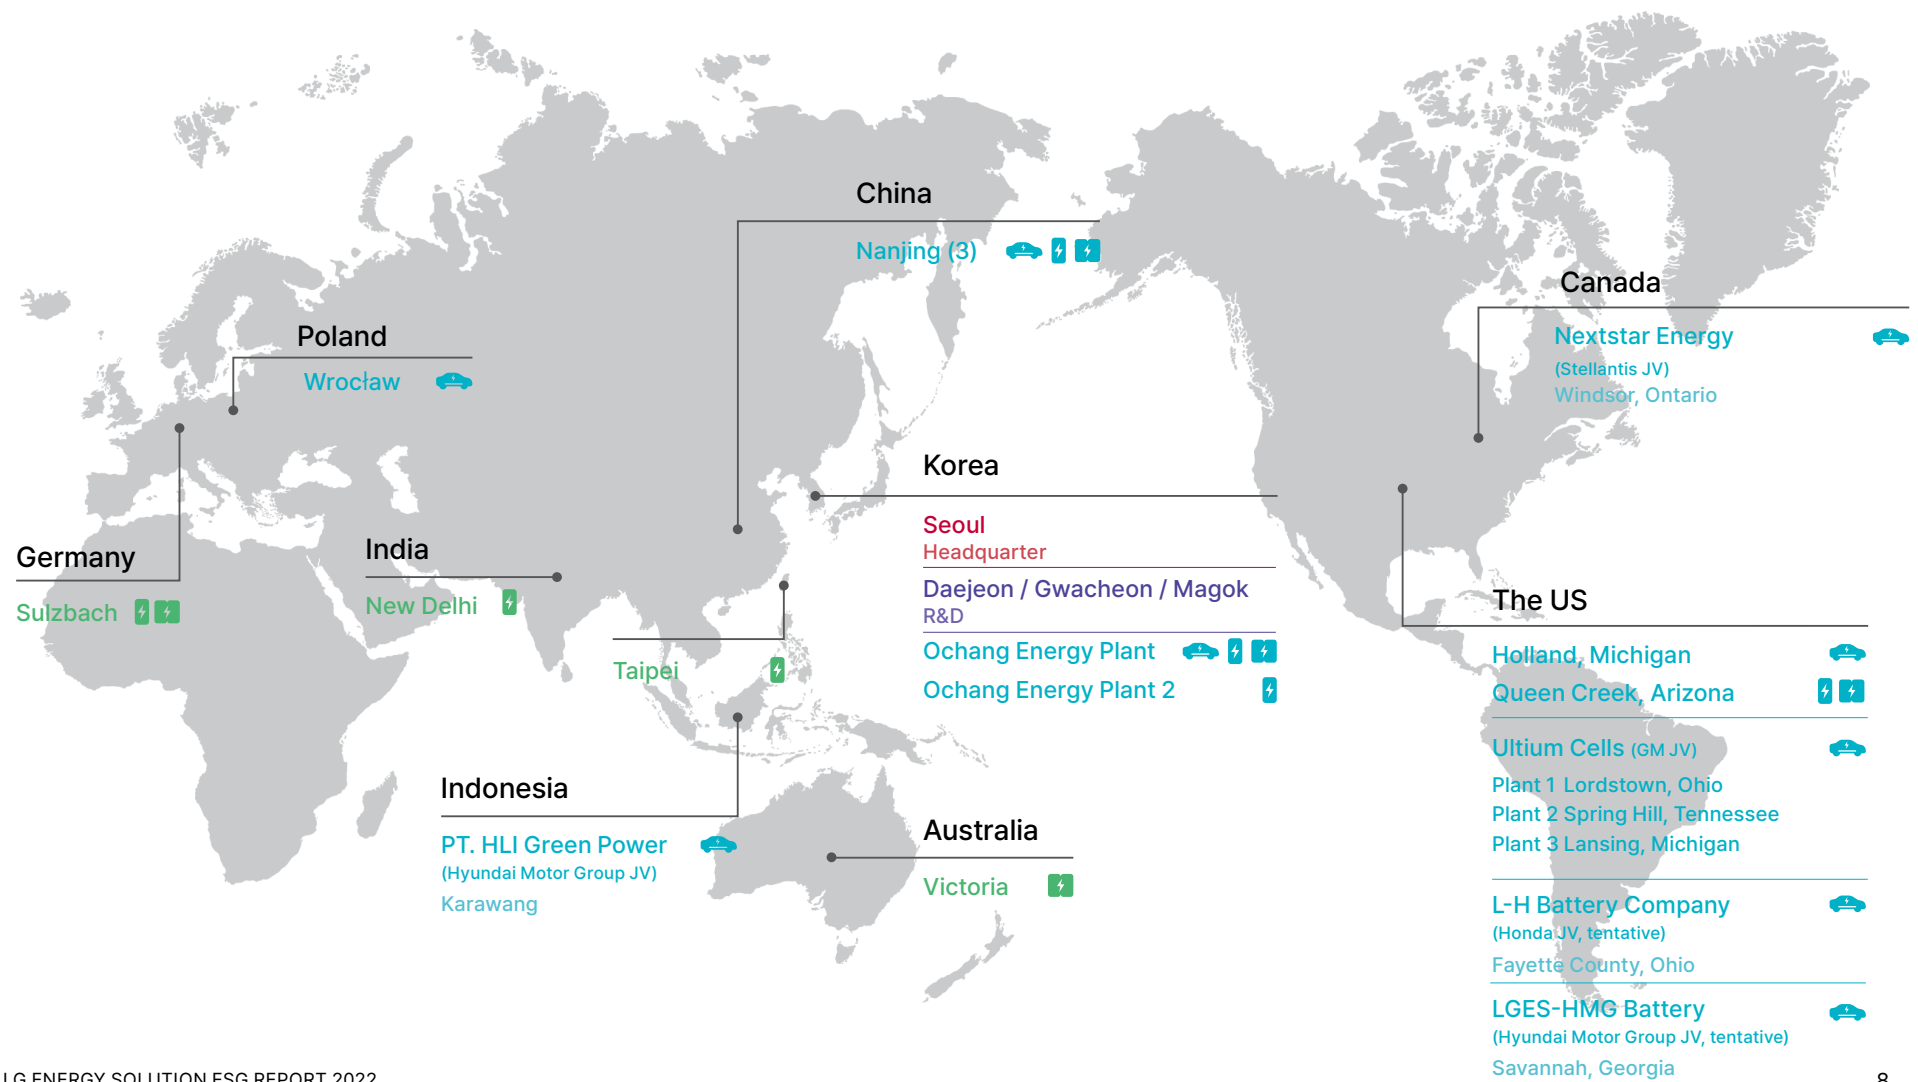 China
Nanjing (3)
Canada
Nextstar Energy
(Stellantis JV)
Windsor, Ontario
Poland
Wrocław
Korea
Seoul
Headquarter
Daejeon / Gwacheon / Magok
R&D
Ochang Energy Plant
Ochang Energy Plant 2
Germany
Sulzbach
India
New Delhi
Taipei
The US
Holland, Michigan
Queen Creek, Arizona
Ultium Cells (GM JV)
Plant 1 Lordstown, Ohio
Plant 2 Spring Hill, Tennessee
Plant 3 Lansing, Michigan
L-H Battery Company
(Honda JV, tentative)
Fayette County, Ohio
LGES-HMG Battery
(Hyundai Motor Group JV, tentative)
Savannah, Georgia
Indonesia
PT. HLI Green Power
(Hyundai Motor Group JV)
Karawang
Australia
Victoria
LG ENERGY SOLUTION ESG REPORT 2022
8